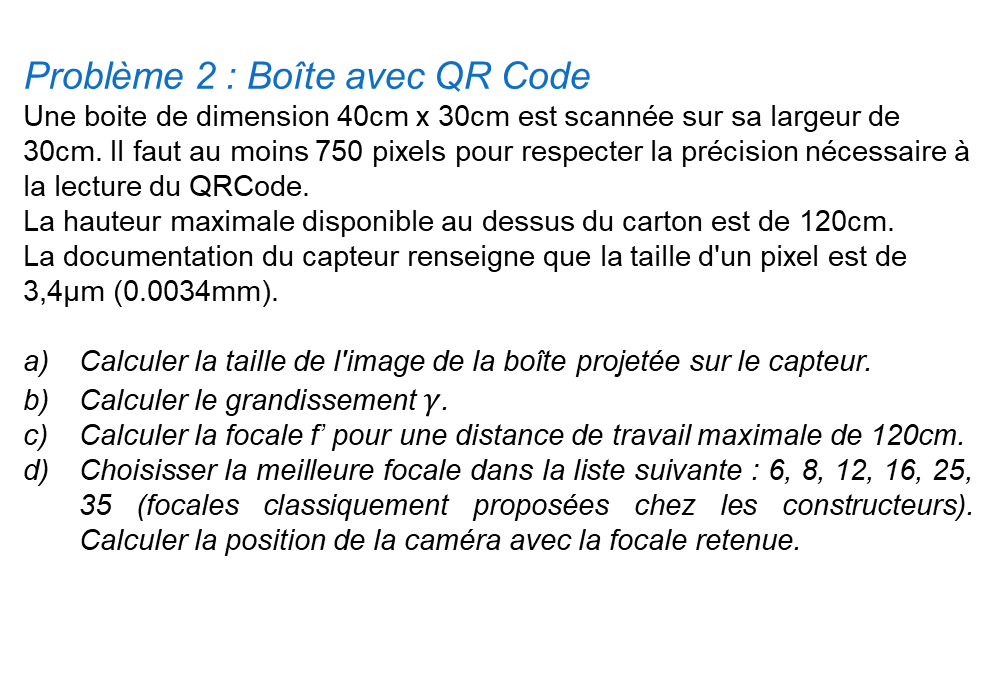 Problème 2 : Boîte avec QR Code
Une boite de dimension 40cm x 30cm est scannée sur sa largeur de
30cm. Il faut au moins 750 pixels pour respecter la précision nécessaire à
la lecture du QRCode.
La hauteur maximale disponible au dessus du carton est de 120cm.
La documentation du capteur renseigne que la taille d'un pixel est de
3,4µm (0.0034mm).
a) Calculer la taille de l'image de la boîte projetée sur le capteur.
b) Calculer le grandissement γ.
c) Calculer la focale f’ pour une distance de travail maximale de 120cm.
d) Choisisser la meilleure focale dans la liste suivante : 6, 8, 12, 16, 25,
35 (focales classiquement proposées chez les constructeurs).
Calculer la position de la caméra avec la focale retenue.